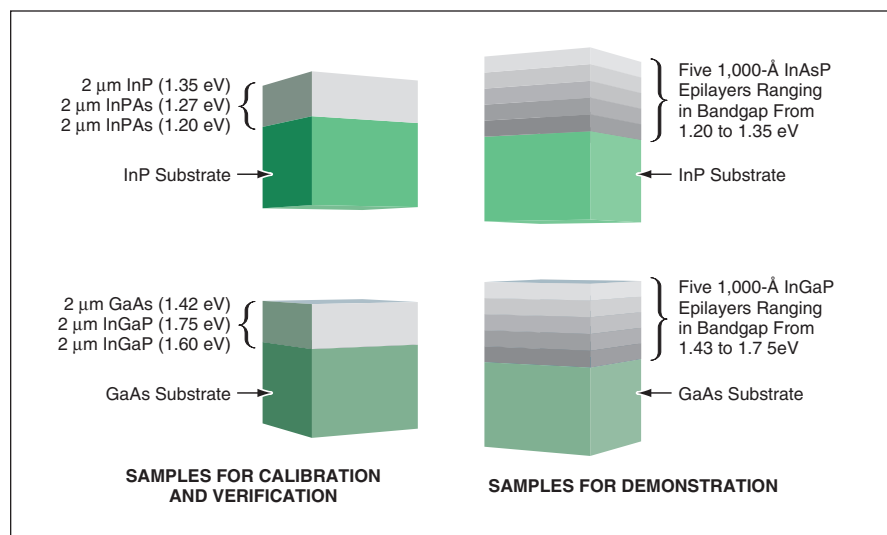 2 µm InP (1.35 eV)
2 µm InPAs (1.27 eV)
2 µm InPAs (1.20 eV)
InP Substrate
Five 1,000-Å InAsP
Epilayers Ranging
in Bandgap From
1.20 to 1.35 eV
InP Substrate
2 µm GaAs (1.42 eV)
2 µm InGaP (1.75 eV)
2 µm InGaP (1.60 eV)
GaAs Substrate
Five 1,000-Å InGaP
Epilayers Ranging
in Bandgap From
1.43 to 1.7 5eV
GaAs Substrate
SAMPLES FOR CALIBRATION
AND VERIFICATION
SAMPLES FOR DEMONSTRATION